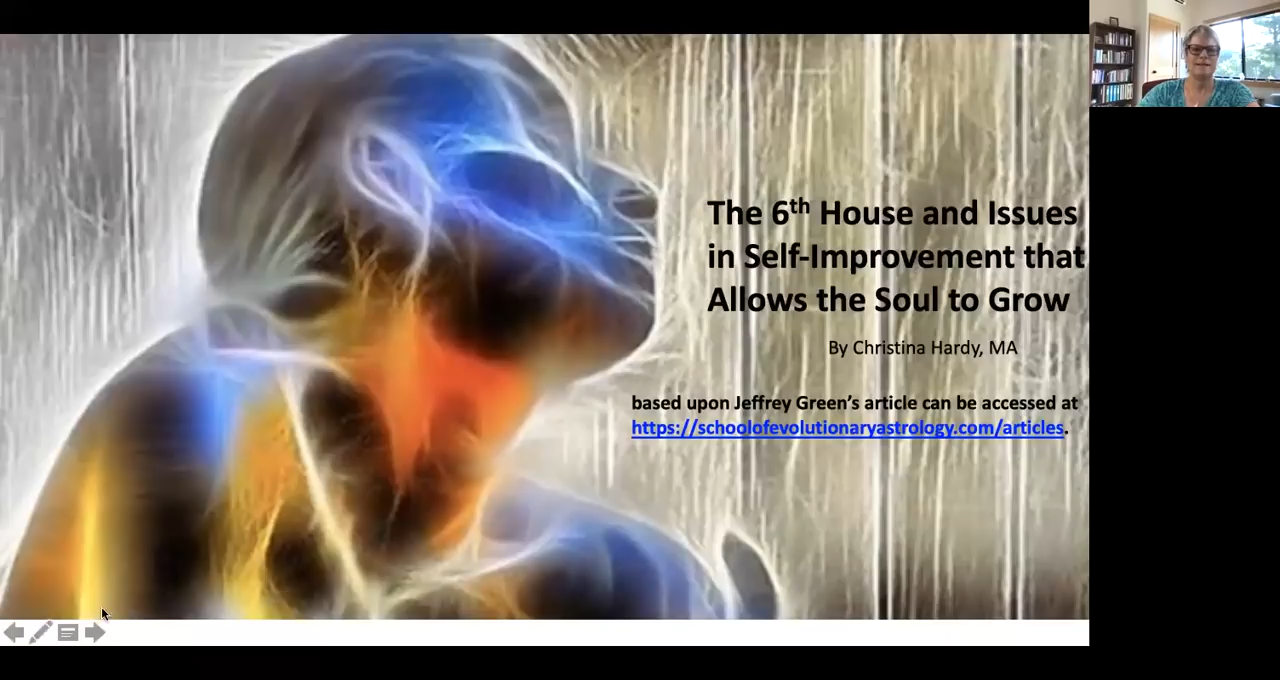 The 6th House and Issues
in Self-Improvement that
Allows the Soul to Grow
By Christina Hardy, MA
based upon Jeffrey Green's article can be accessed at
https://schoolofevolutionaryastrology.com/articles.